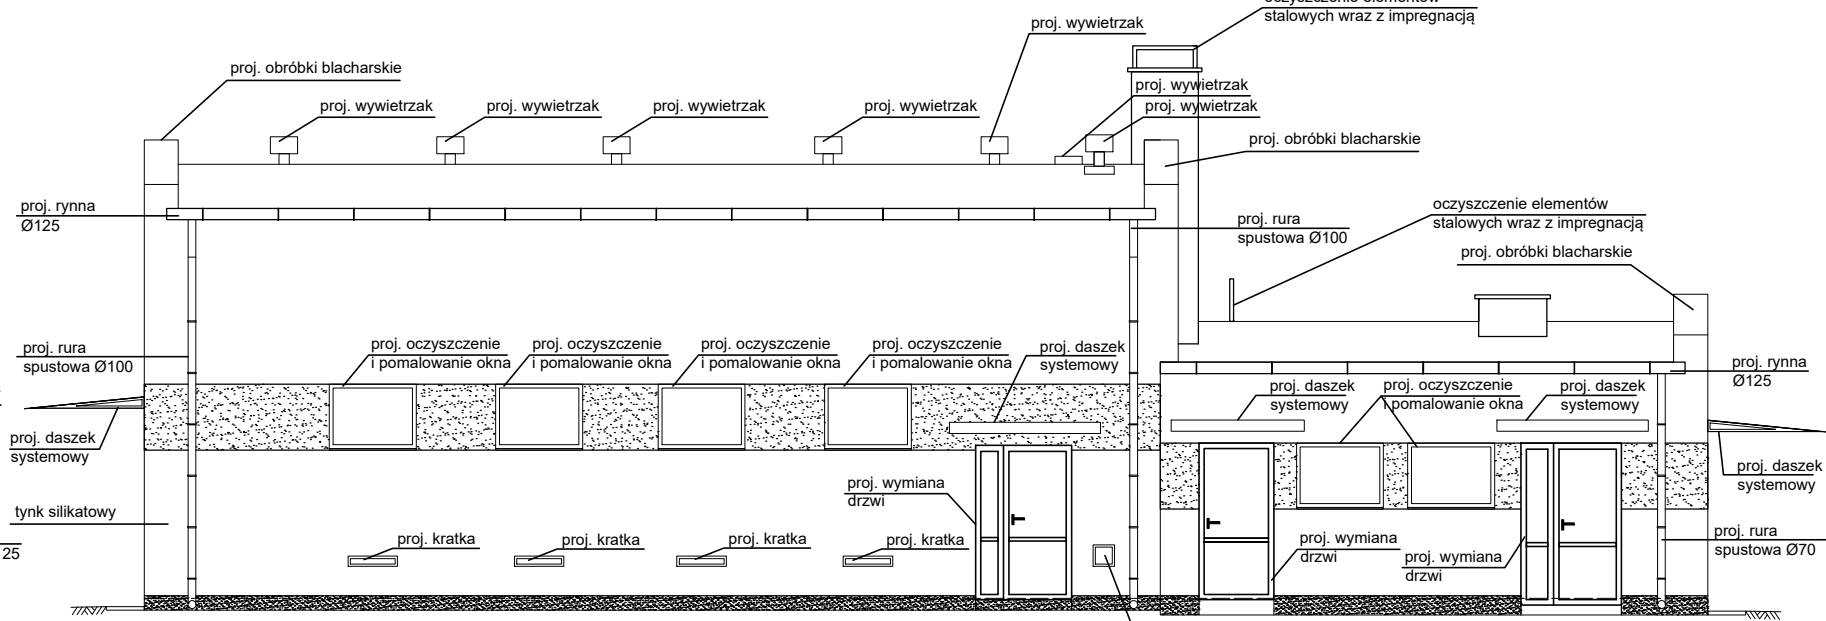 oczyszczenie elementów
stalowych wraz z impregnacją
proj. wywietrzak
proj. obróbki blacharskie
proj. wywietrzak
proj. wywietrzak
proj. wywietrzak
proj. wywietrzak
proj. wywietrzak
proj. wywietrzak
proj. obróbki blacharskie
proj. rynna
Ø125
proj. rura
spustowa Ø100
oczyszczenie elementów
stalowych wraz z impregnacją
proj. obróbki blacharskie
proj. rura
spustowa Ø100
proj. oczyszczenie
i pomalowanie okna
proj. oczyszczenie
i pomalowanie okna
proj. oczyszczenie
i pomalowanie okna
proj. oczyszczenie
i pomalowanie okna
proj. daszek
systemowy
proj. rynna
Ø125
proj. daszek
systemowy
proj. oczyszczenie
i pomalowanie okna
proj. daszek
systemowy
proj. daszek
systemowy
proj. daszek
systemowy
proj. wymiana
drzwi
tynk silikatowy
25
proj. kratka
proj. kratka
proj. kratka
proj. kratka
proj. wymiana
drzwi
proj. wymiana
drzwi
proj. rura
spustowa Ø70